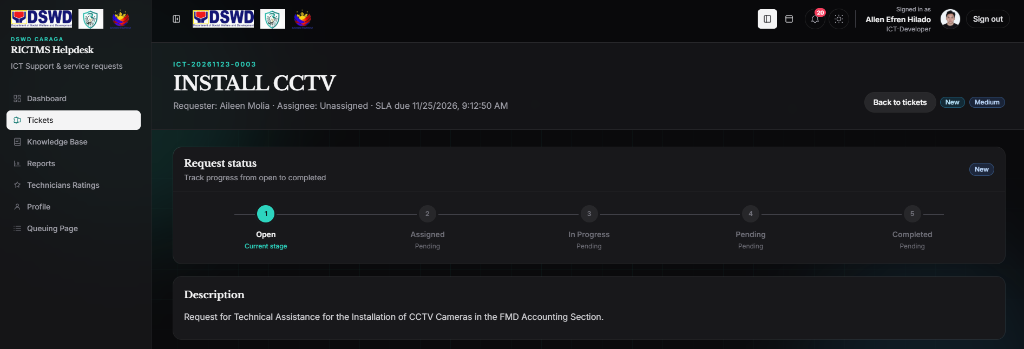 DSWD
DSWD CARAGA
RICTMS Helpdesk
ICT Support & service requests
Dashboard
Tickets
Knowledge Base
Reports
Technicians Ratings
Profile
Queuing Page
DSWD
20
Signed in as
Allen Efren Hilado
ICT-Developer
Sign out
ICT-20261123-0003
INSTALL CCTV
Requester: Aileen Molia · Assignee: Unassigned · SLA due 11/25/2026, 9:12:50 AM
Back to tickets
New
Medium
Request status
Track progress from open to completed
New
1
Open
Current stage
2
Assigned
Pending
3
In Progress
Pending
4
Pending
Pending
5
Completed
Pending
Description
Request for Technical Assistance for the Installation of CCTV Cameras in the FMD Accounting Section.